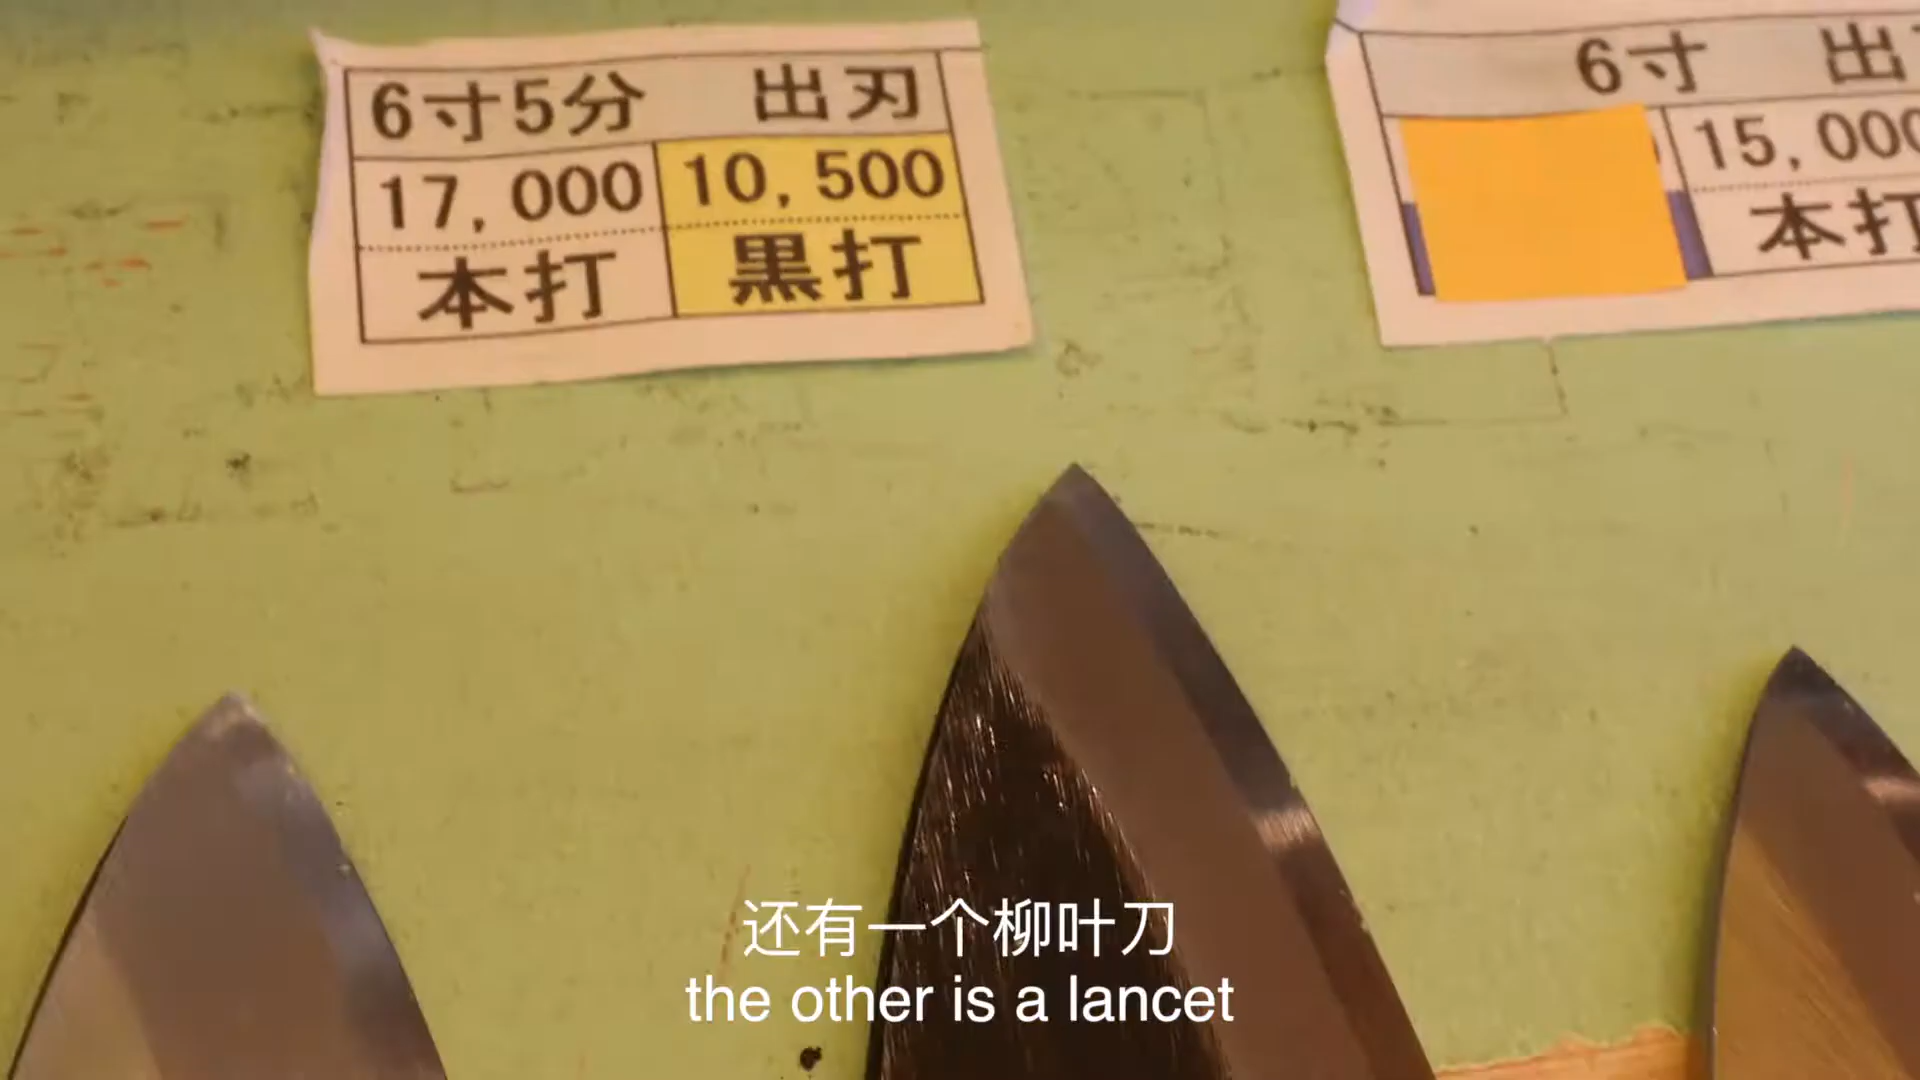 6寸5分 出刃
17,000 10,500
本打 黒打
6寸 出
15,000
本打
还有一个柳叶刀
the other is a lancet